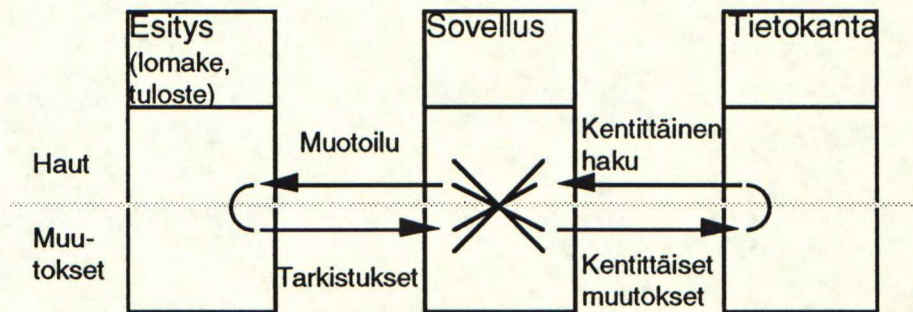 Esitys
(lomake,
tuloste)
Sovellus
Tietokanta
Haut
Muotoilu
Kentittäinen
haku
Muu-
tokset
Tarkistukset
Kentittäiset
muutokset